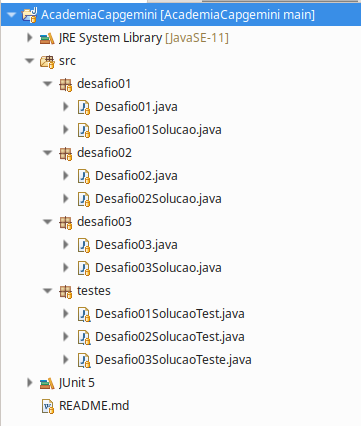 AcademiaCapgemini [AcademiaCapgemini main]
JRE System Library [JavaSE-11]
src
desafio01
Desafio01.java
Desafio01Solucao.java
desafio02
Desafio02.java
Desafio02Solucao.java
desafio03
Desafio03.java
Desafio03Solucao.java
testes
Desafio01SolucaoTest.java
Desafio02SolucaoTest.java
Desafio03SolucaoTeste.java
JUnit 5
README.md